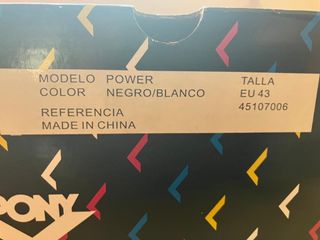 MODELO POWER TALLA
COLOR NEGRO/BLANCO EU 43
REFERENCIA 45107006
MADE IN CHINA
PONY